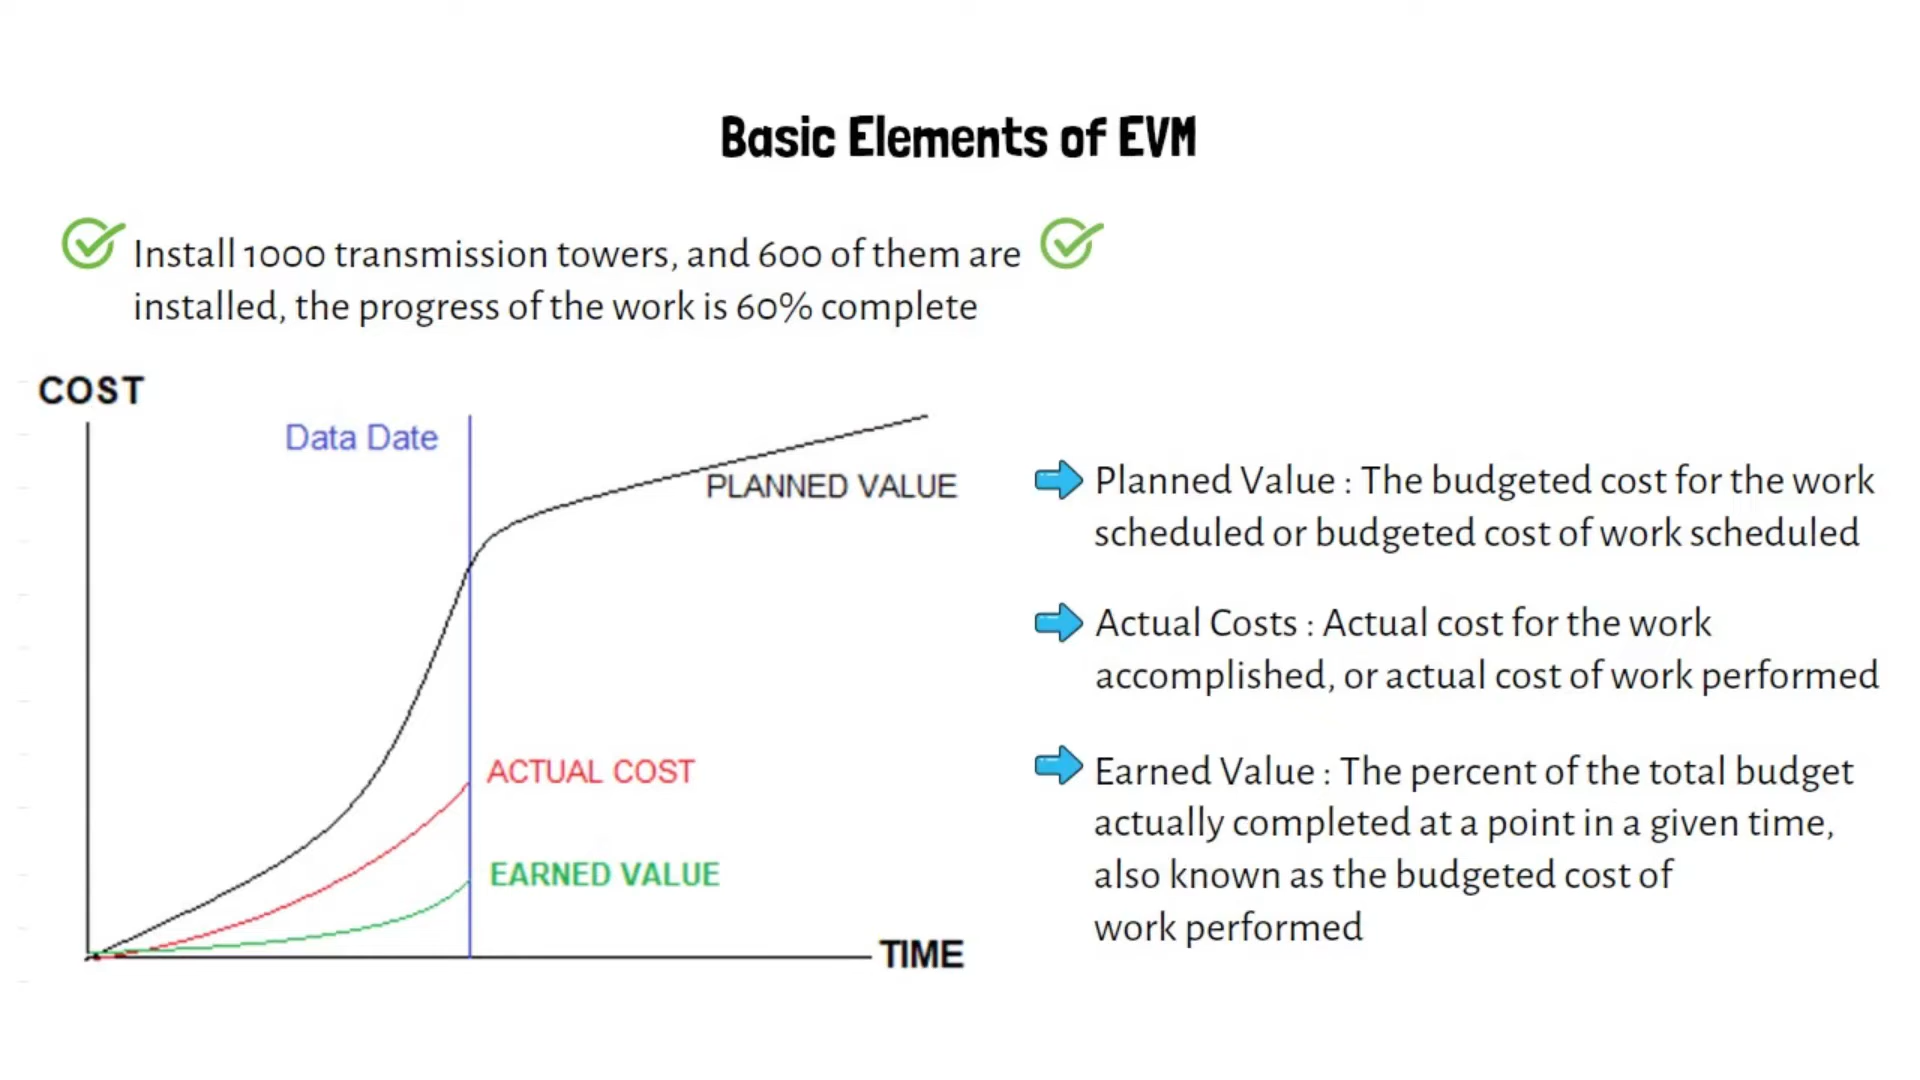 Basic Elements of EVM
Install 1000 transmission towers, and 600 of them are
installed, the progress of the work is 60% complete
COST
Data Date
PLANNED VALUE
ACTUAL COST
EARNED VALUE
TIME
Planned Value : The budgeted cost for the work
scheduled or budgeted cost of work scheduled
Actual Costs : Actual cost for the work
accomplished, or actual cost of work performed
Earned Value : The percent of the total budget
actually completed at a point in a given time,
also known as the budgeted cost of
work performed